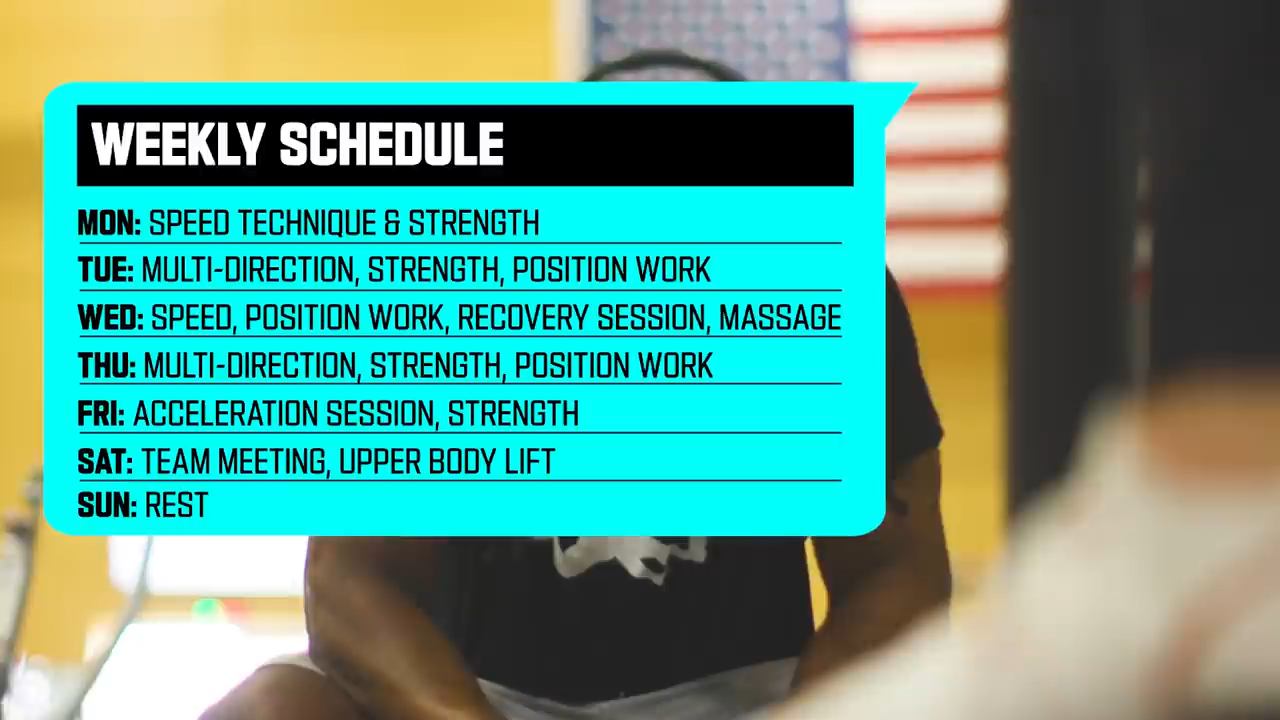 WEEKLY SCHEDULE
MON: SPEED TECHNIQUE & STRENGTH
TUE: MULTI-DIRECTION, STRENGTH, POSITION WORK
WED: SPEED, POSITION WORK, RECOVERY SESSION, MASSAGE
THU: MULTI-DIRECTION, STRENGTH, POSITION WORK
FRI: ACCELERATION SESSION, STRENGTH
SAT: TEAM MEETING, UPPER BODY LIFT
SUN: REST